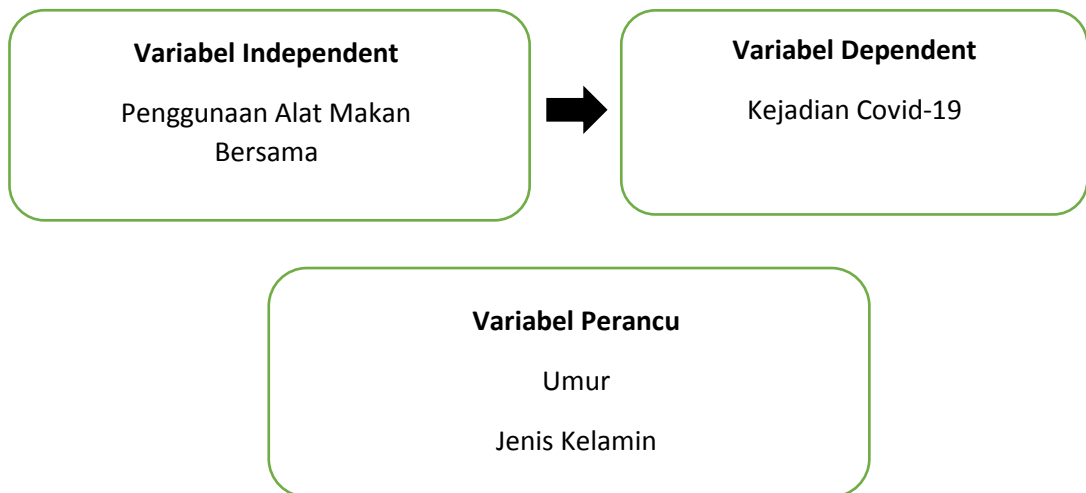 Variabel Independent
Penggunaan Alat Makan
Bersama
Variabel Dependent
Kejadian Covid-19
Variabel Perancu
Umur
Jenis Kelamin